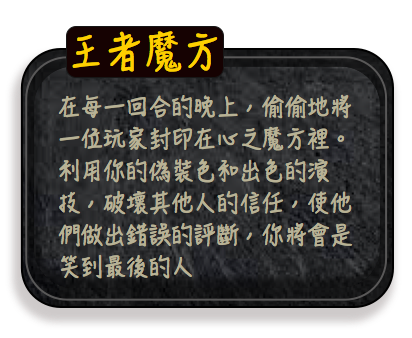 王者魔方
在每一回合的晚上，偷偷地將
一位玩家封印在心之魔方裡。
利用你的偽裝色和出色的演
技，破壞其他人的信任，使他
們做出錯誤的評斷，你將會是
笑到最後的人